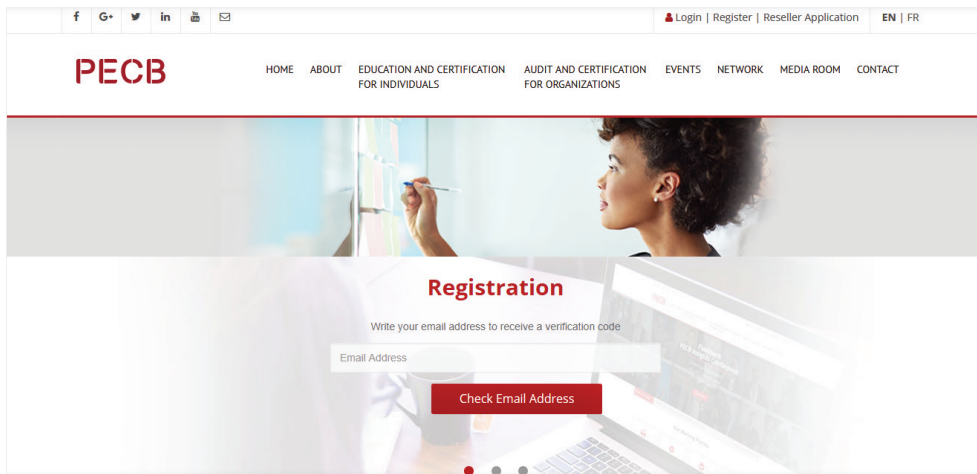 Login | Register | Reseller Application EN | FR
PECB
HOME ABOUT EDUCATION AND CERTIFICATION FOR INDIVIDUALS AUDIT AND CERTIFICATION FOR ORGANIZATIONS EVENTS NETWORK MEDIA ROOM CONTACT
Registration
Write your email address to receive a verification code
Email Address
Check Email Address